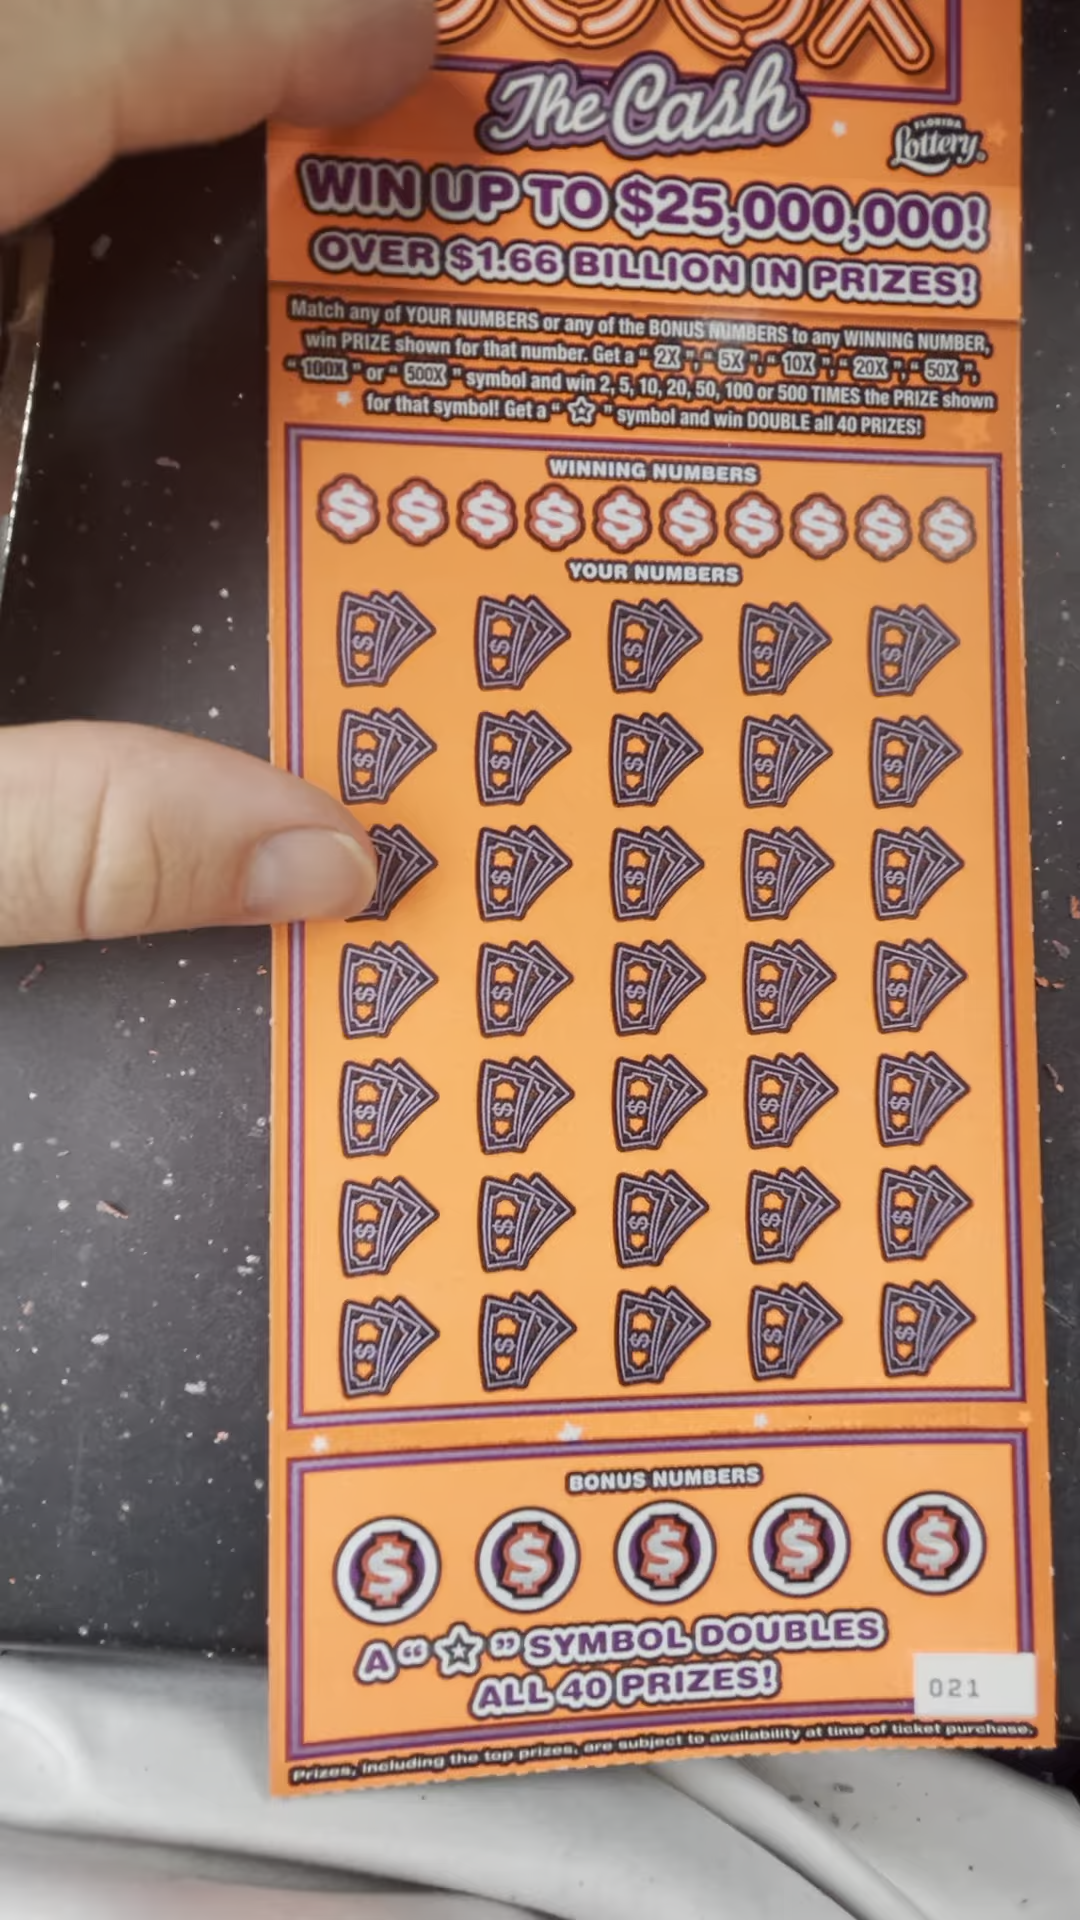 The Cash
FLORIDA
Lottery®
WIN UP TO $25,000,000!
OVER $1.66 BILLION IN PRIZES!
Match any of YOUR NUMBERS or any of the BONUS NUMBERS to any WINNING NUMBER,
win PRIZE shown for that number. Get a “ 2X ”, “ 5X ”, “ 10X ”, “ 20X ”, “ 50X ”,
“ 100X ” or “ 500X ” symbol and win 2, 5, 10, 20, 50, 100 or 500 TIMES the PRIZE shown
for that symbol! Get a “ ☆ ” symbol and win DOUBLE all 40 PRIZES!
WINNING NUMBERS
$ $ $ $ $ $ $ $ $ $
YOUR NUMBERS
$ $ $ $ $
$ $ $ $ $
$ $ $ $
$ $ $ $ $
$ $ $ $ $
$ $ $ $ $
$ $ $ $ $
BONUS NUMBERS
$ $ $ $ $
A “ ☆ ” SYMBOL DOUBLES
ALL 40 PRIZES!
021
Prizes, including the top prizes, are subject to availability at time of ticket purchase.